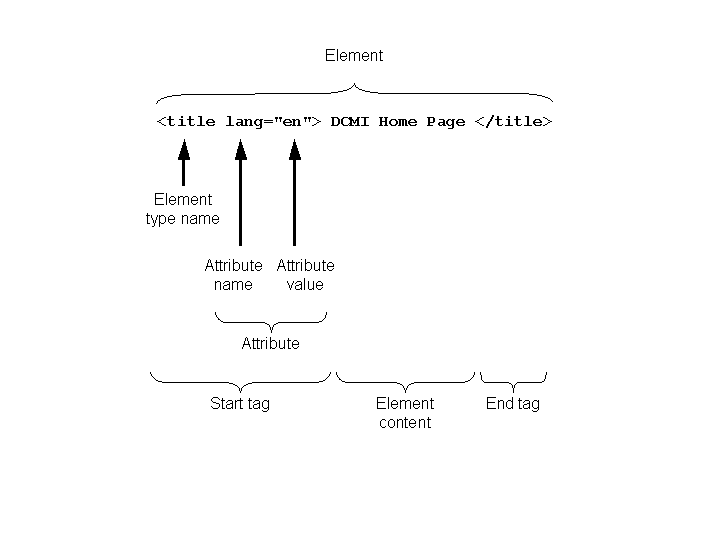 Element
<title lang="en"> DCMI Home Page </title>
Element
type name
Attribute
name
Attribute
value
Attribute
Start tag
Element
content
End tag